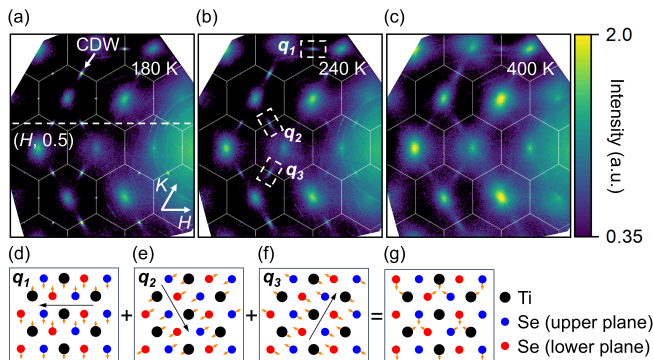 (a)
(b)
(c)
CDW
180 K
q1
240 K
400 K
2.0
(H, 0.5)
q2
q3
K
H
Intensity (a.u.)
0.35
(d)
(e)
(f)
(g)
q1
+
q2
+
q3
=
Ti
Se (upper plane)
Se (lower plane)